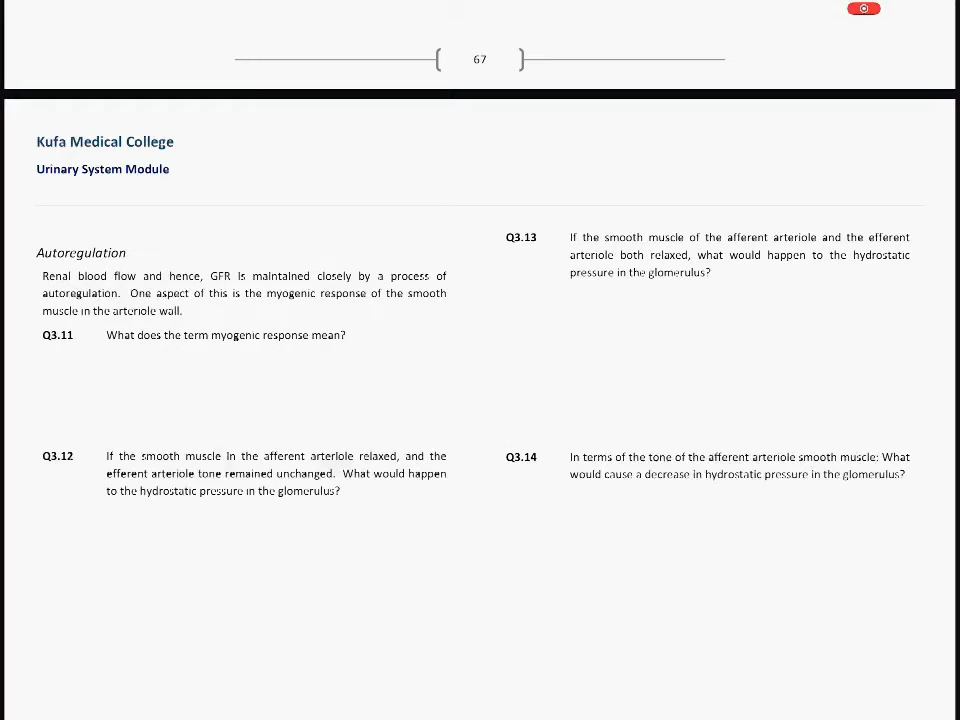 67
Kufa Medical College
Urinary System Module
Autoregulation
Renal blood flow and hence, GFR is maintained closely by a process of
autoregulation. One aspect of this is the myogenic response of the smooth
muscle in the arteriole wall.
Q3.11 What does the term myogenic response mean?
Q3.12 If the smooth muscle in the afferent arteriole relaxed, and the
efferent arteriole tone remained unchanged. What would happen
to the hydrostatic pressure in the glomerulus?
Q3.13 If the smooth muscle of the afferent arteriole and the efferent
arteriole both relaxed, what would happen to the hydrostatic
pressure in the glomerulus?
Q3.14 In terms of the tone of the afferent arteriole smooth muscle: What
would cause a decrease in hydrostatic pressure in the glomerulus?